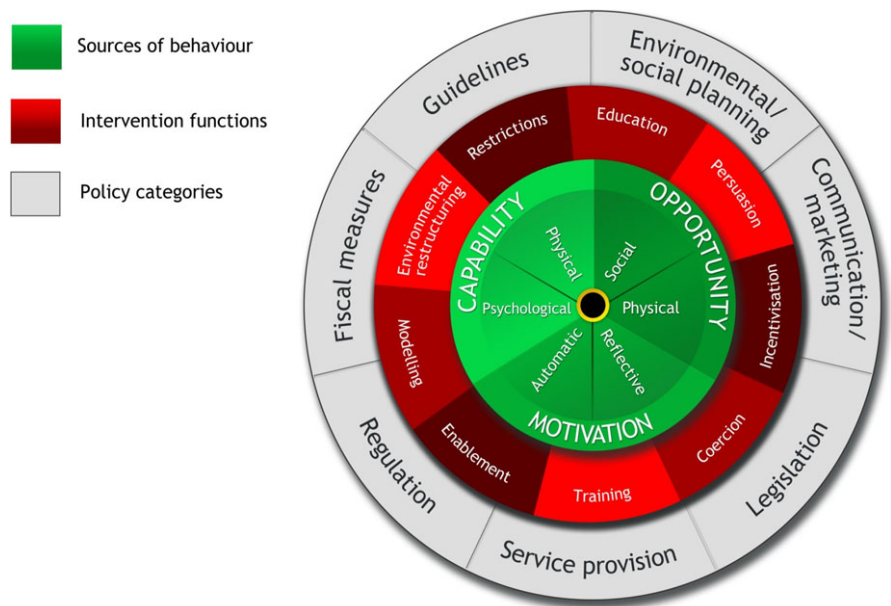 Sources of behaviour
Intervention functions
Policy categories
Guidelines
Environmental/
social planning
Communication/
marketing
Legislation
Service provision
Regulation
Fiscal measures
Restrictions
Education
Persuasion
Incentivisation
Coercion
Training
Enablement
Modelling
Environmental
restructuring
CAPABILITY
OPPORTUNITY
MOTIVATION
Physical
Social
Physical
Reflective
Automatic
Psychological